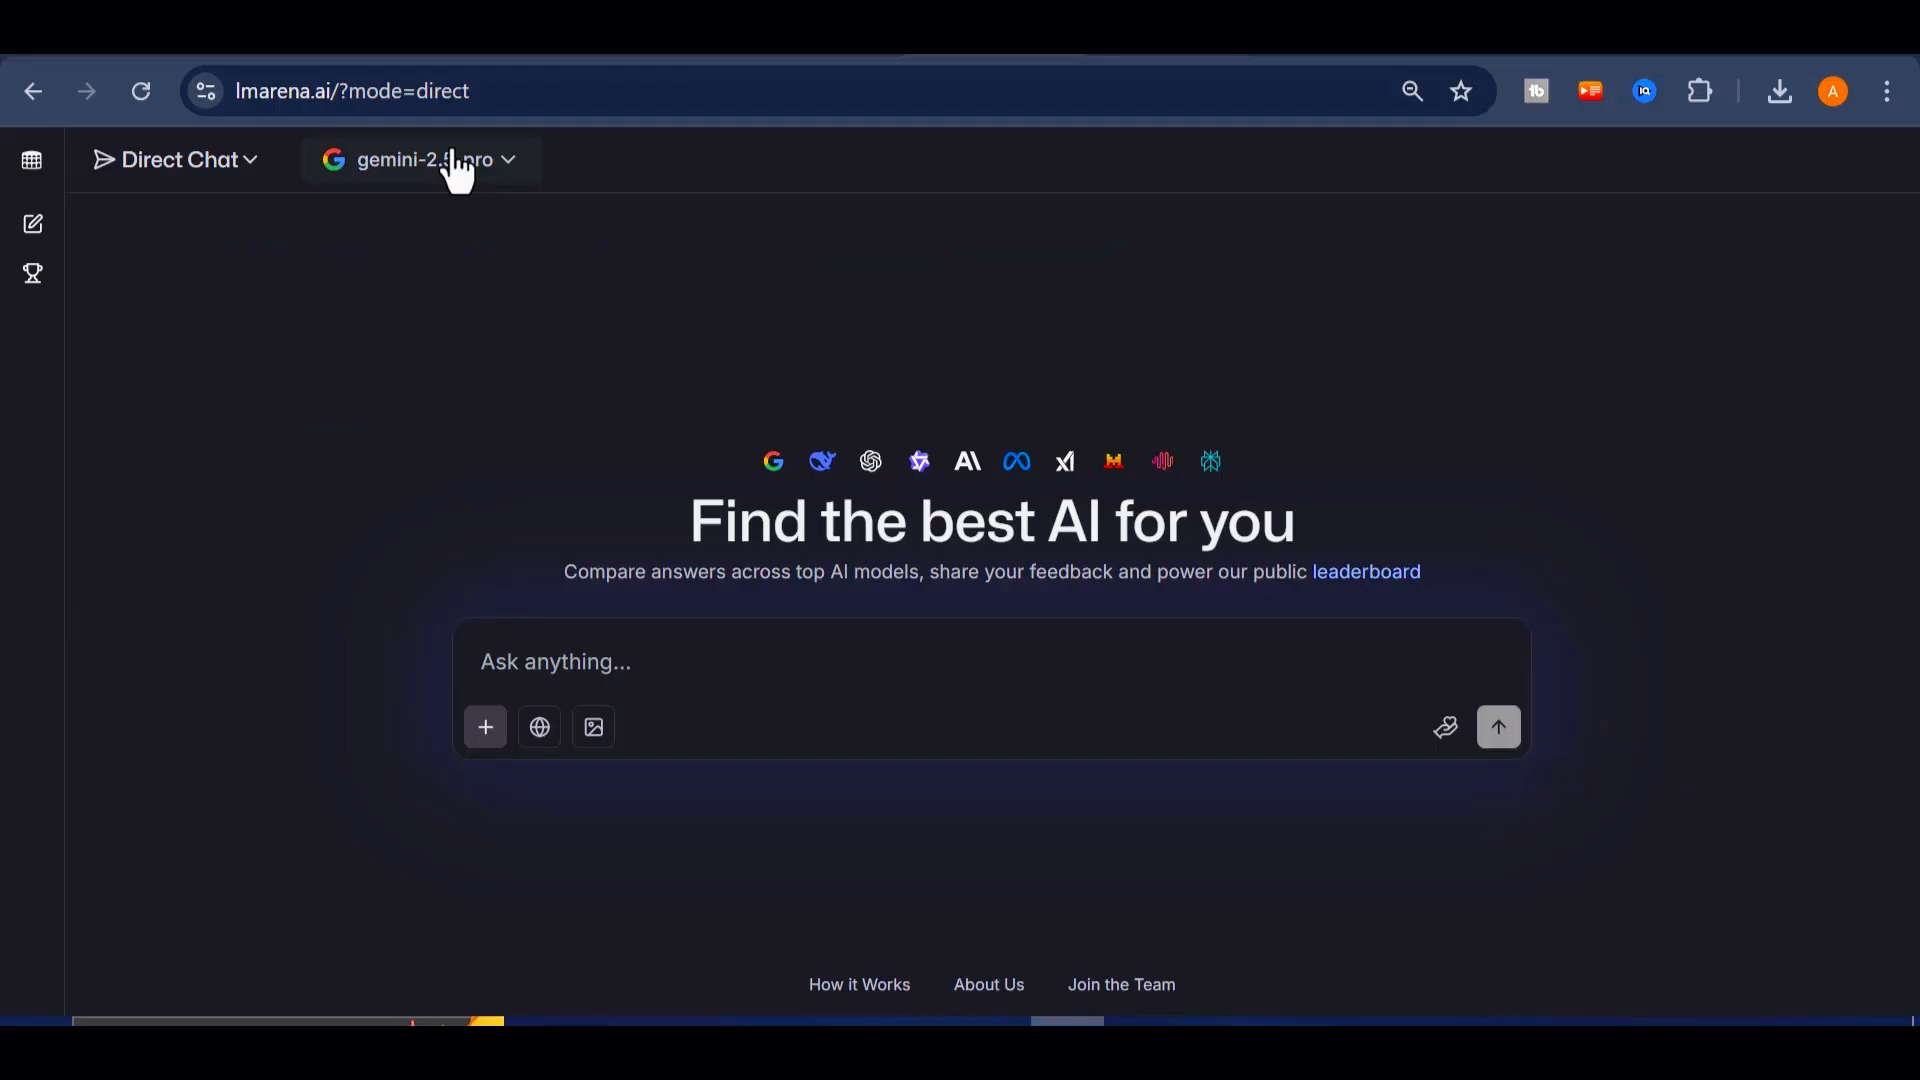 lmarena.ai/?mode=direct
A
Direct Chat
gemini-2.5-pro
Find the best AI for you
Compare answers across top AI models, share your feedback and power our public leaderboard
Ask anything...
How it Works
About Us
Join the Team